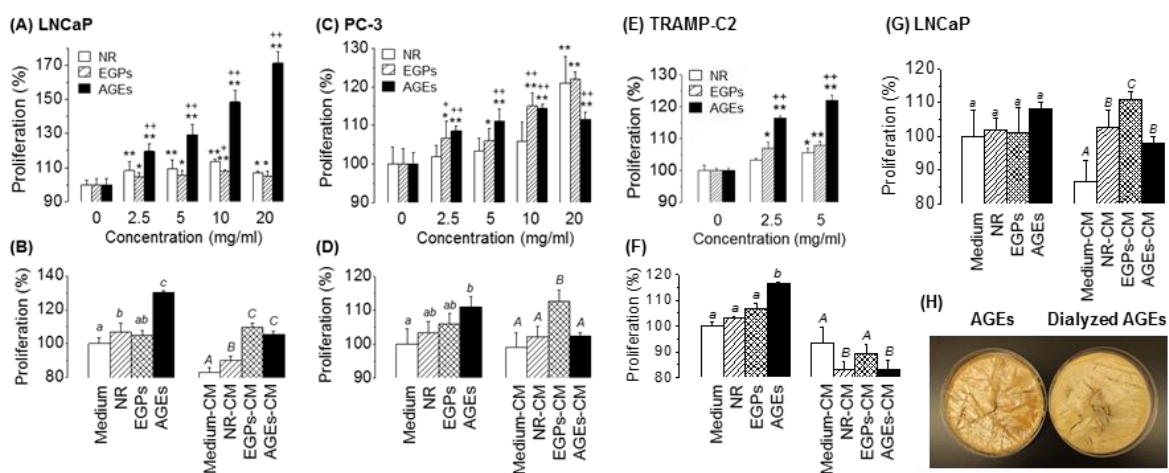 (A) LNCaP
Proliferation (%)
170
150
130
110
90
NR
EGPs
AGEs
** * ++ **
** * ++ **
** + ** ++ **
* * ++ **
0 2.5 5 10 20
Concentration (mg/ml)
(B)
Proliferation (%)
140
120
100
80
a b ab c
A B C C
Medium
NR
EGPs
AGEs
Medium-CM
NR-CM
EGPs-CM
AGEs-CM
(C) PC-3
Proliferation (%)
130
120
110
100
90
NR
EGPs
AGEs
+ * ++ **
* ++ **
++ ** ++ **
** ** ++ **
0 2.5 5 10 20
Concentration (mg/ml)
(D)
Proliferation (%)
120
110
100
90
a ab ab b
A A B A
Medium
NR
EGPs
AGEs
Medium-CM
NR-CM
EGPs-CM
AGEs-CM
(E) TRAMP-C2
Proliferation (%)
130
120
110
100
90
NR
EGPs
AGEs
* ++ **
* ** ++ **
0 2.5 5
Concentration (mg/ml)
(F)
Proliferation (%)
120
110
100
90
80
a a a b
A B A B
Medium
NR
EGPs
AGEs
Medium-CM
NR-CM
EGPs-CM
AGEs-CM
(G) LNCaP
Proliferation (%)
120
110
100
90
80
a a a a
A B C B
Medium
NR
EGPs
AGEs
Medium-CM
NR-CM
EGPs-CM
AGEs-CM
(H)
AGEs Dialyzed AGEs